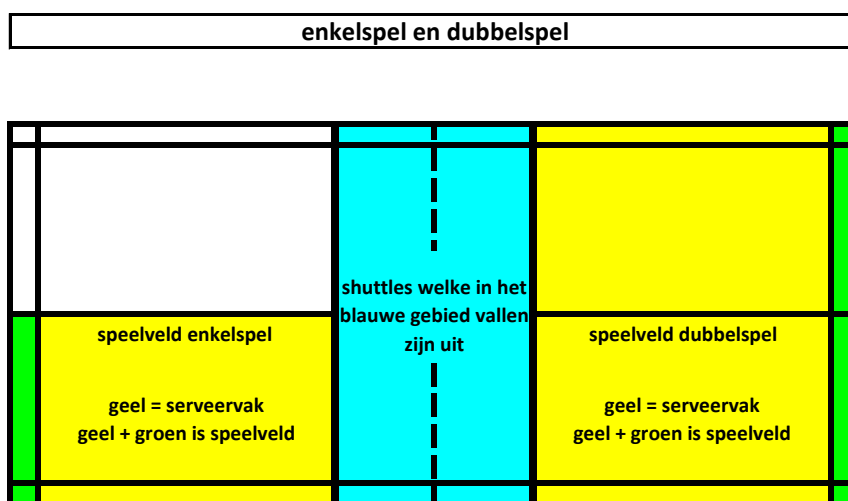 enkelspel en dubbelspel
shuttles welke in het
blauwe gebied vallen
zijn uit
speelveld enkelspel
geel = serveervak
geel + groen is speelveld
speelveld dubbelspel
geel = serveervak
geel + groen is speelveld